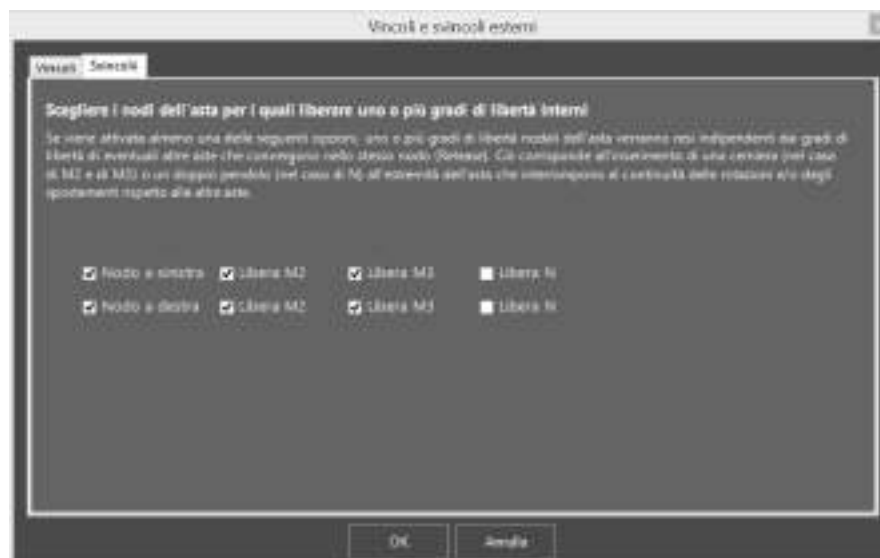 Vincoli e svincoli esterni
Vincoli Svincoli
Scegliere i nodi dell'asta per i quali liberare uno o più gradi di libertà interni
Se viene attivata almeno una delle seguenti opzioni, uno o più gradi di libertà nodali dell'asta verranno resi indipendenti dai gradi di
libertà di eventuali altre aste che convengono nello stesso nodo (Release). Ciò corrisponde all'inserimento di una cerniera (nel caso
di M2 e di M3) o un doppio pendolo (nel caso di N) all'estremità dell'asta che interrompono al continuità delle rotazioni e/o degli
spostamenti rispetto alle altre aste.
Nodo a sinistra Libera M2 Libera M3 Libera N
Nodo a destra Libera M2 Libera M3 Libera N
OK Annulla